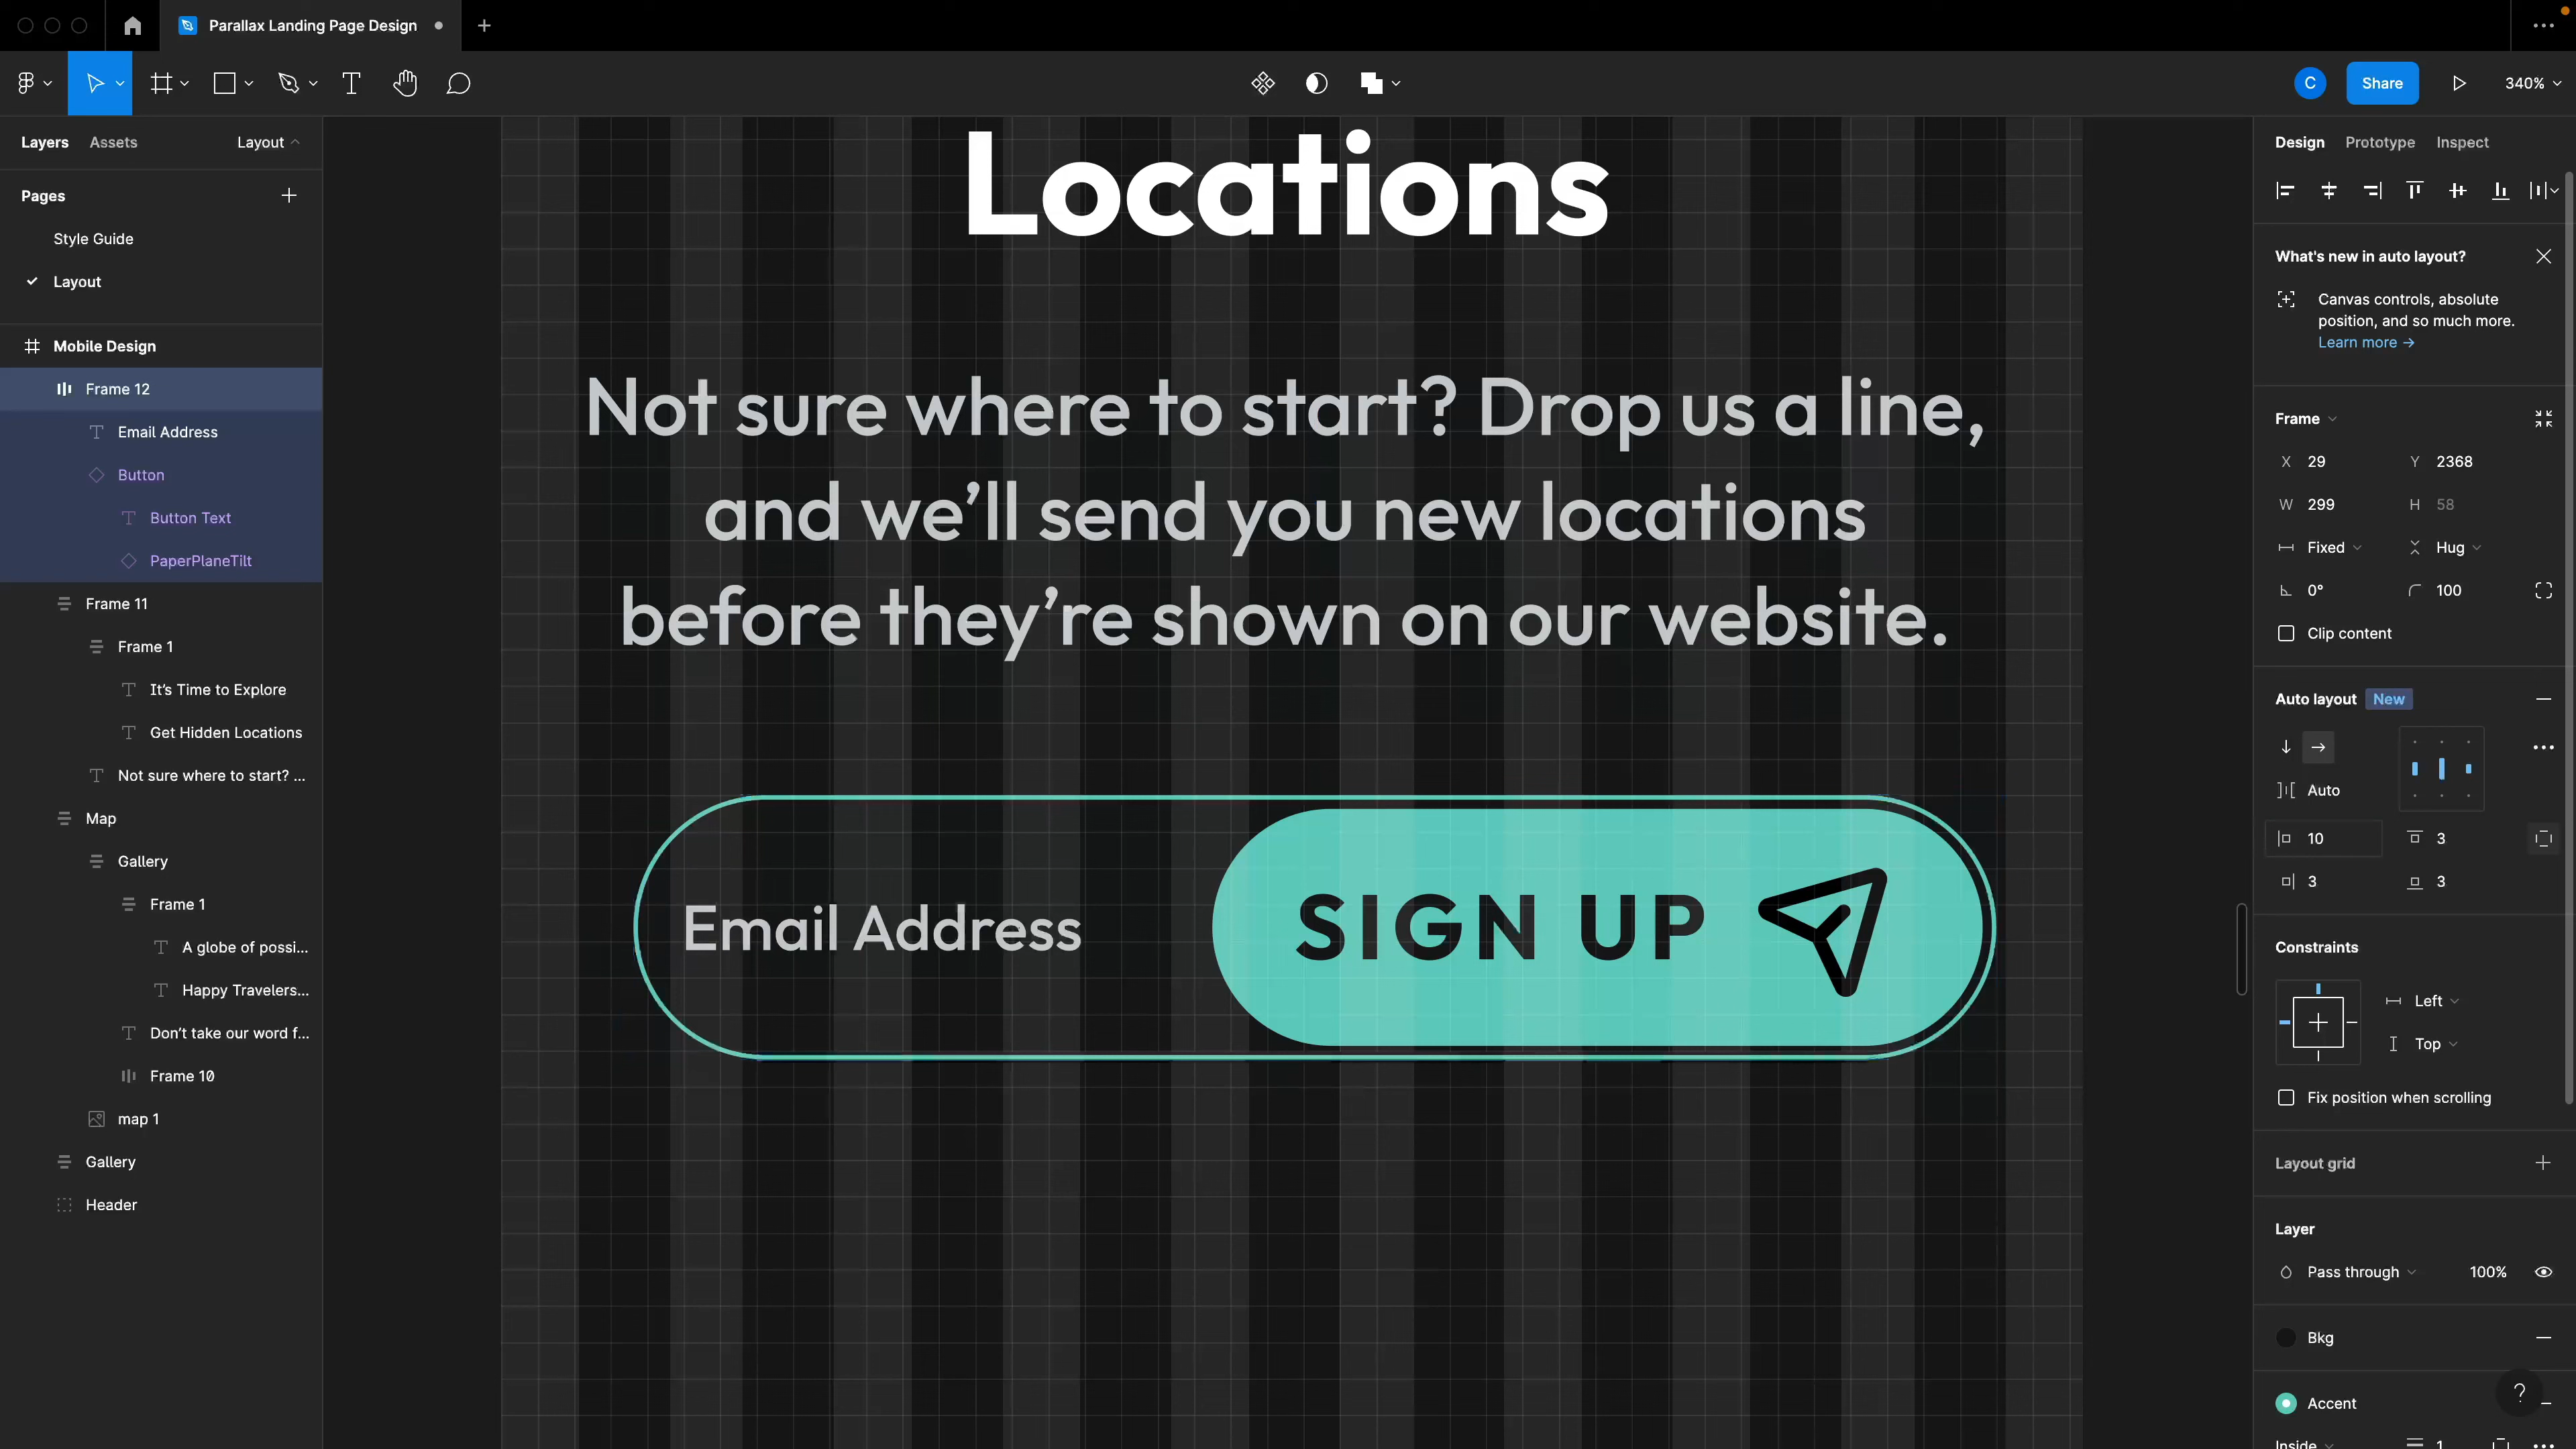 Parallax Landing Page Design
C
Share
340%
Layers
Assets
Layout
Pages
Style Guide
Layout
Mobile Design
Frame 12
Email Address
Button
Button Text
PaperPlaneTilt
Frame 11
Frame 1
It's Time to Explore
Get Hidden Locations
Not sure where to start? ...
Map
Gallery
Frame 1
A globe of possi...
Happy Travelers...
Don't take our word f...
Frame 10
map 1
Gallery
Header
Locations
Not sure where to start? Drop us a line,
and we’ll send you new locations
before they’re shown on our website.
Email Address
SIGN UP
Design
Prototype
Inspect
What's new in auto layout?
Canvas controls, absolute
position, and so much more.
Learn more →
Frame
X 29
Y 2368
W 299
H 58
Fixed
Hug
0°
100
Clip content
Auto layout New
Auto
10
3
3
3
Constraints
Left
Top
Fix position when scrolling
Layout grid
Layer
Pass through
100%
Bkg
Accent
?
Inside
1